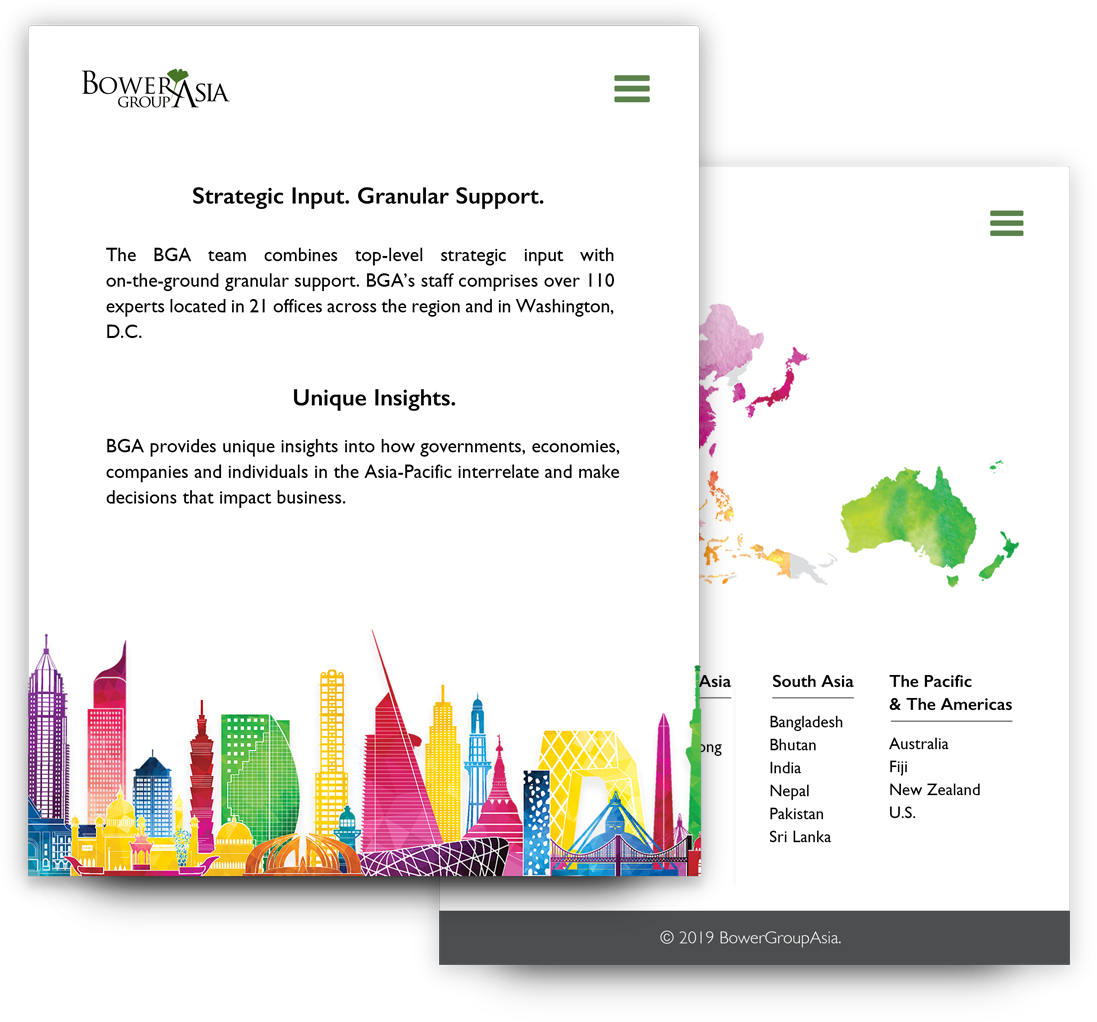 BOWER ASIA
GROUP
Strategic Input. Granular Support.
The BGA team combines top-level strategic input with
on-the-ground granular support. BGA's staff comprises over 110
experts located in 21 offices across the region and in Washington,
D.C.
Unique Insights.
BGA provides unique insights into how governments, economies,
companies and individuals in the Asia-Pacific interrelate and make
decisions that impact business.
Asia
ong
South Asia
Bangladesh
Bhutan
India
Nepal
Pakistan
Sri Lanka
The Pacific
& The Americas
Australia
Fiji
New Zealand
U.S.
© 2019 BowerGroupAsia.